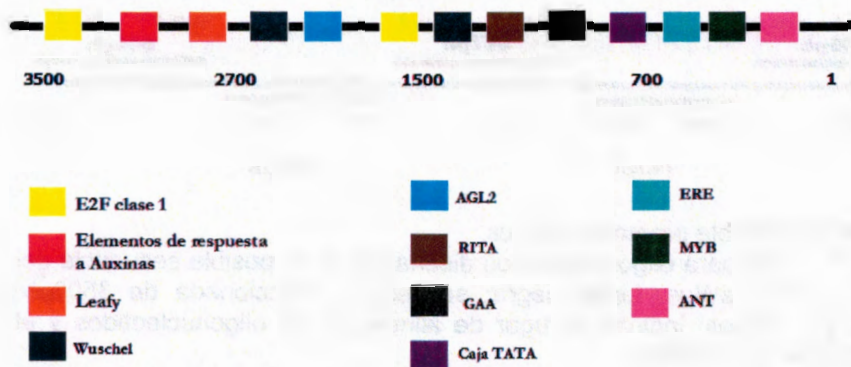 3500 2700 1500 700 1
E2F clase 1
Elementos de respuesta
a Auxinas
Leafy
Wuschel
AGL2
RITA
GAA
Caja TATA
ERE
MYB
ANT